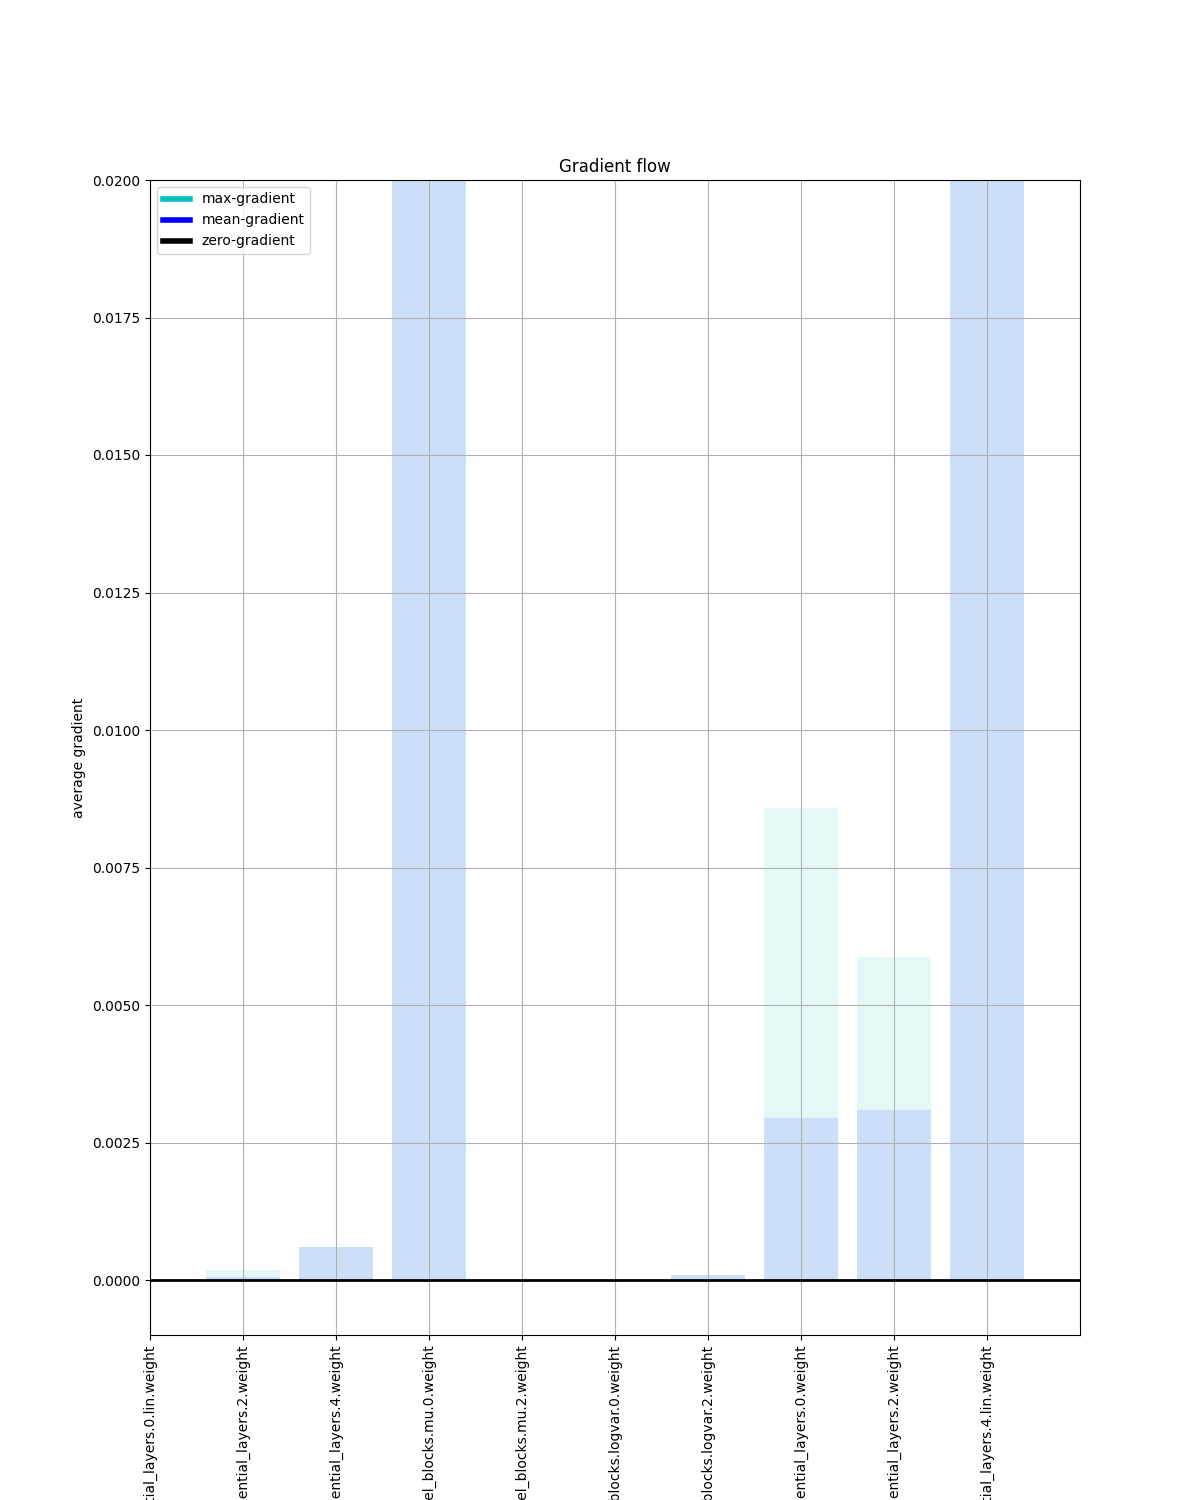 Gradient flow
max-gradient
mean-gradient
zero-gradient
average gradient
0.0200
0.0175
0.0150
0.0125
0.0100
0.0075
0.0050
0.0025
0.0000
tial_layers.0.lin.weight
ential_layers.2.weight
ential_layers.4.weight
el_blocks.mu.0.weight
el_blocks.mu.2.weight
blocks.logvar.0.weight
blocks.logvar.2.weight
ential_layers.0.weight
ential_layers.2.weight
tial_layers.4.lin.weight